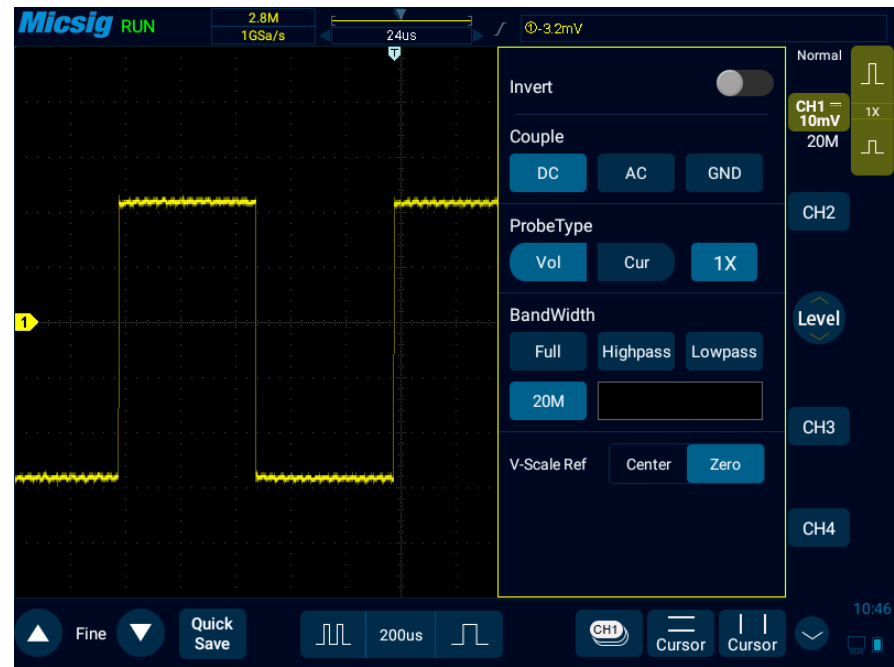 Micsig RUN
2.8M
1GSa/s
24us
①-3.2mV
T
Invert
Couple
DC AC GND
ProbeType
Vol Cur 1X
BandWidth
Full Highpass Lowpass
20M
V-Scale Ref Center Zero
Normal
CH1
10mV
20M
1X
CH2
Level
CH3
CH4
1
10:46
Fine
Quick
Save
200us
CH1
Cursor
Cursor